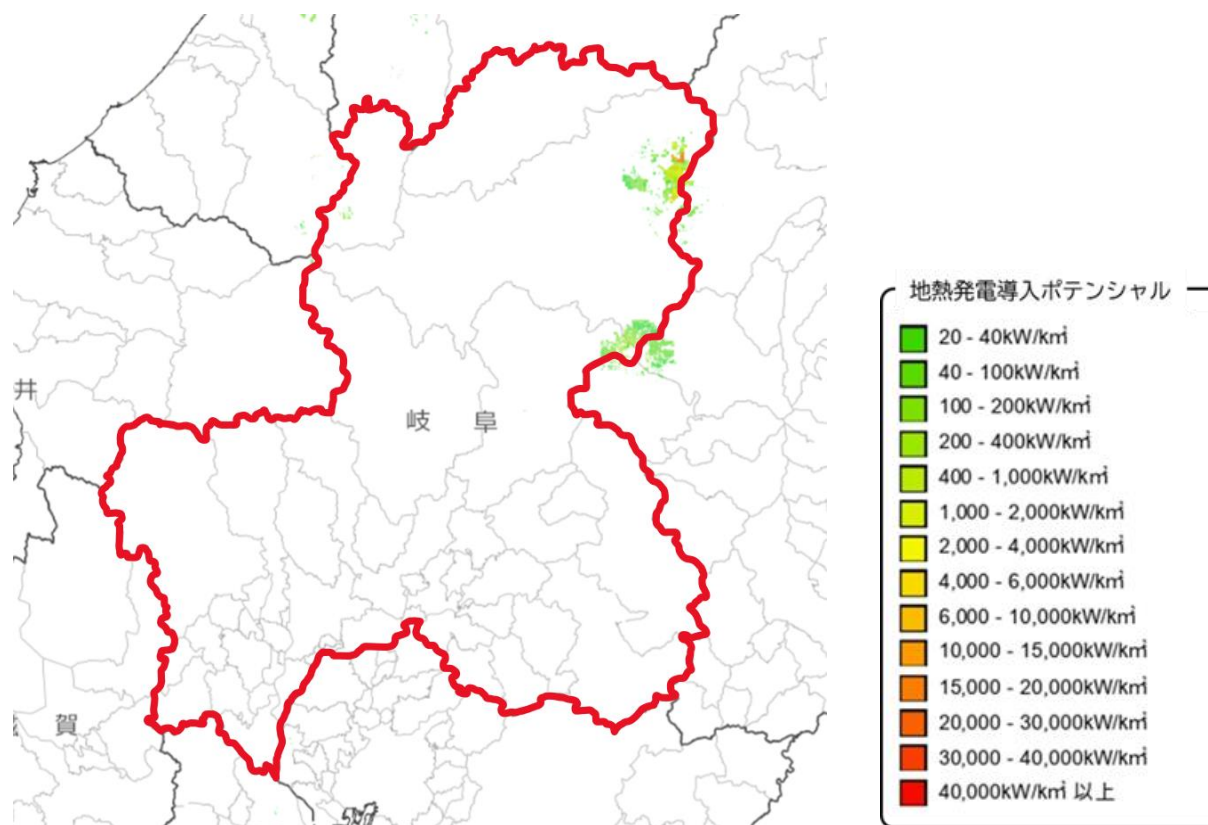 井
岐阜
賀
地熱発電導入ポテンシャル
20 - 40kW/k㎡
40 - 100kW/k㎡
100 - 200kW/k㎡
200 - 400kW/k㎡
400 - 1,000kW/k㎡
1,000 - 2,000kW/k㎡
2,000 - 4,000kW/k㎡
4,000 - 6,000kW/k㎡
6,000 - 10,000kW/k㎡
10,000 - 15,000kW/k㎡
15,000 - 20,000kW/k㎡
20,000 - 30,000kW/k㎡
30,000 - 40,000kW/k㎡
40,000kW/k㎡ 以上